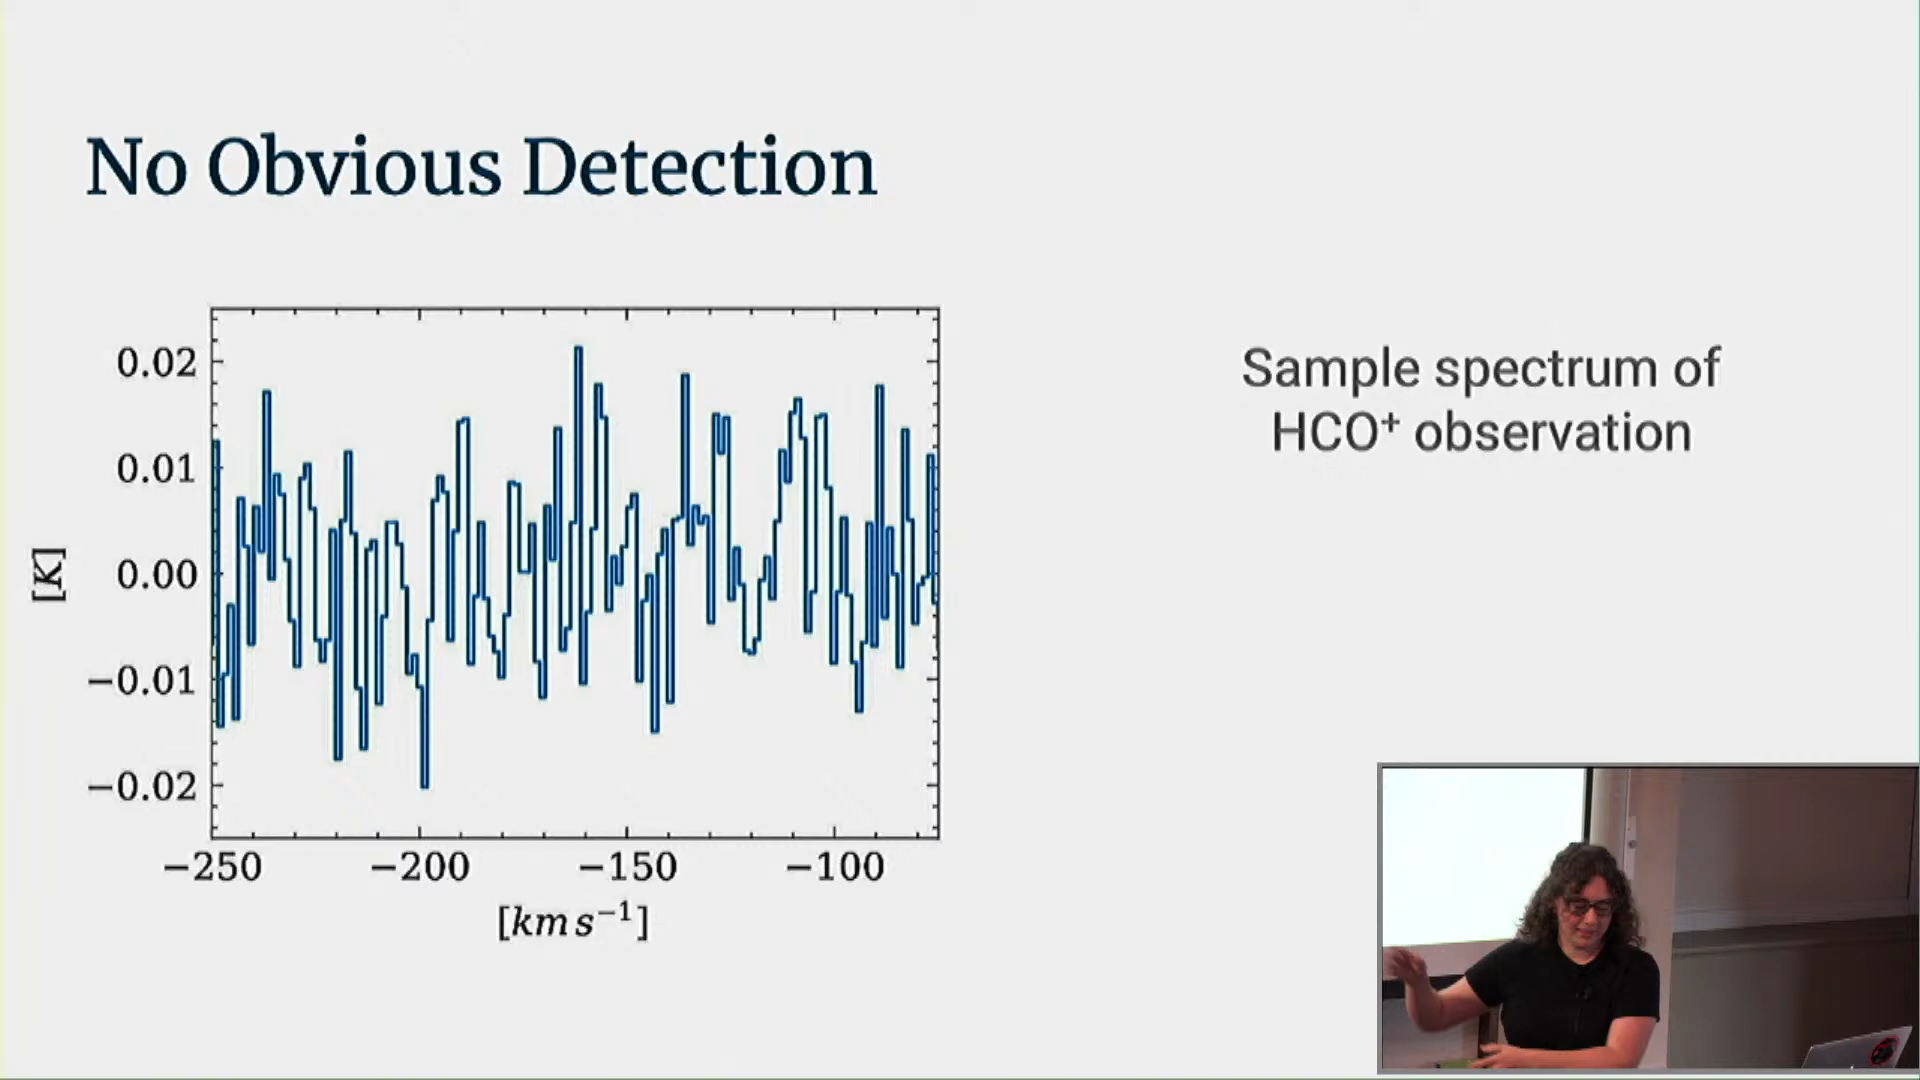 No Obvious Detection
0.02
0.01
0.00
−0.01
−0.02
[K]
−250
−200
−150
−100
[km s⁻¹]
Sample spectrum of
HCO⁺ observation